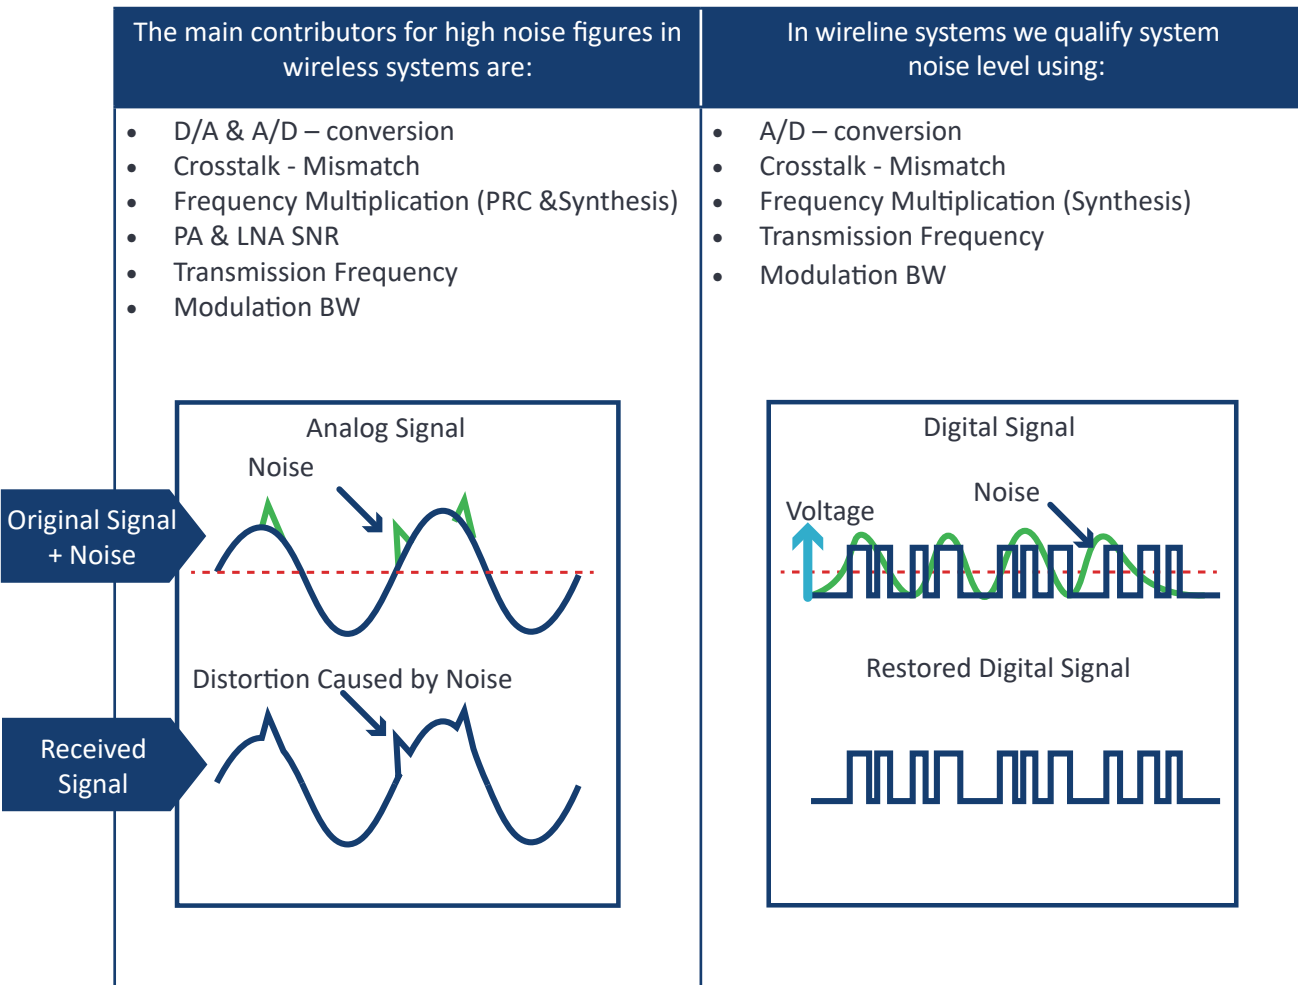 The main contributors for high noise figures in
wireless systems are:
• D/A & A/D – conversion
• Crosstalk - Mismatch
• Frequency Multiplication (PRC &Synthesis)
• PA & LNA SNR
• Transmission Frequency
• Modulation BW
In wireline systems we qualify system
noise level using:
• A/D – conversion
• Crosstalk - Mismatch
• Frequency Multiplication (Synthesis)
• Transmission Frequency
• Modulation BW
Original Signal
+ Noise
Analog Signal
Noise
Digital Signal
Noise
Voltage
Received
Signal
Distortion Caused by Noise
Restored Digital Signal